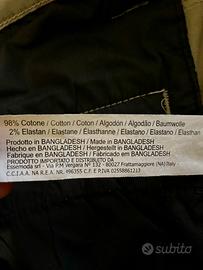 98% Cotone / Cotton / Coton / Algodón / Algodão / Baumwolle
2% Elastan / Elastane / Élasthanne / Elastano / Elastano / Elasthan
Prodotto in BANGLADESH / Made in BANGLADESH
Hecho en BANGLADESH / Hergestellt in BANGLADESH
Fabrique en BANGLADESH / Fabricado em BANGLADESH
PRODOTTO IMPORTATO E DISTRIBUITO DA
Essemoda srl - Via P.M Vergara N° 132 - 80027 Frattamaggiore (NA) Italy
C.C.I.A.A. NA R.E.A. NR. 496355 C.F. E P.IVA 02558861213
subito